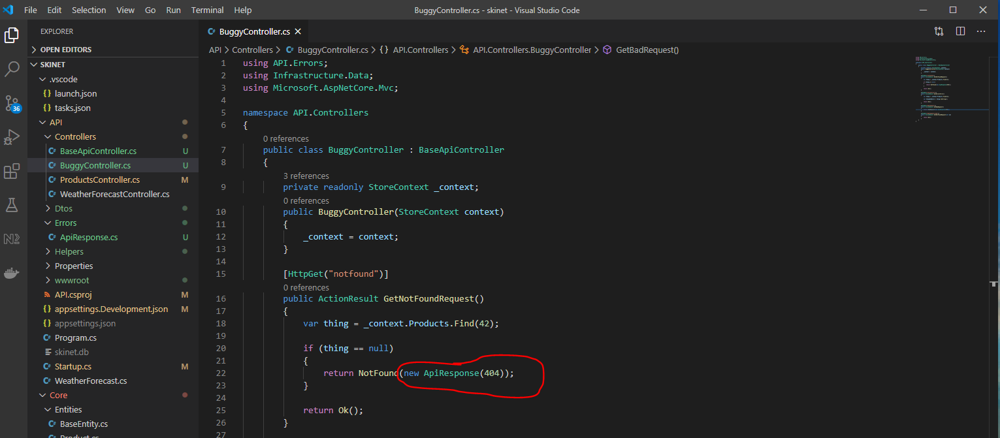 File Edit Selection View Go Run Terminal Help BuggyController.cs - skinet - Visual Studio Code
EXPLORER
OPEN EDITORS
SKINET
.vscode
{} launch.json
{} tasks.json
API
Controllers
C# BaseApiController.cs U
C# BuggyController.cs U
C# ProductsController.cs M
C# WeatherForecastController.cs
Dtos
Errors
C# ApiResponse.cs U
Helpers
Properties
wwwroot
API.csproj M
{} appsettings.Development.json M
{} appsettings.json
C# Program.cs
skinet.db
C# Startup.cs M
C# WeatherForecast.cs
Core
Entities
C# BaseEntity.cs
C# Product.cs
36
C# BuggyController.cs
API > Controllers > C# BuggyController.cs > {} API.Controllers > API.Controllers.BuggyController > GetBadRequest()
1 using API.Errors;
2 using Infrastructure.Data;
3 using Microsoft.AspNetCore.Mvc;
4
5 namespace API.Controllers
6 {
0 references
7 public class BuggyController : BaseApiController
8 {
3 references
9 private readonly StoreContext _context;
0 references
10 public BuggyController(StoreContext context)
11 {
12 _context = context;
13 }
14
15 [HttpGet("notfound")]
0 references
16 public ActionResult GetNotFoundRequest()
17 {
18 var thing = _context.Products.Find(42);
19
20 if (thing == null)
21 {
22 return NotFound(new ApiResponse(404));
23 }
24
25 return Ok();
26 }
27